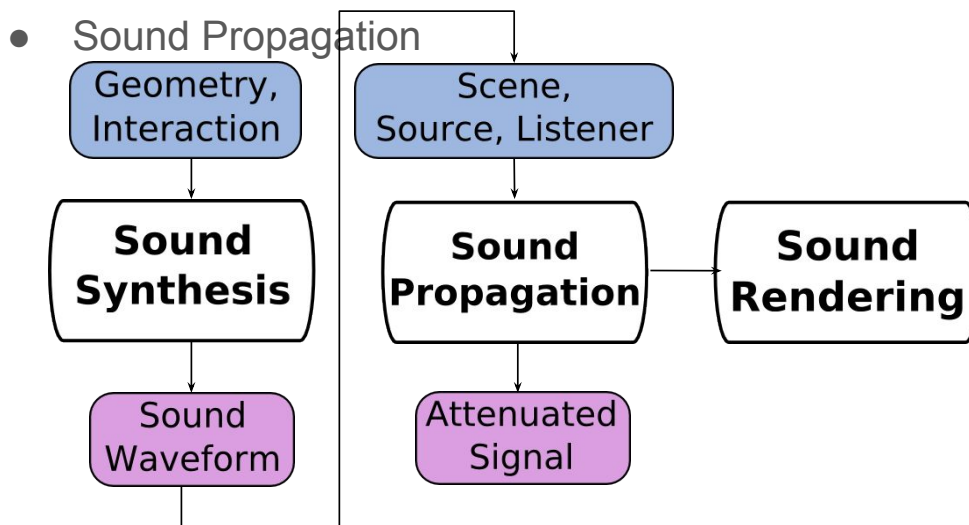 ● Sound Propagation
Geometry,
Interaction
Scene,
Source, Listener
Sound
Synthesis
Sound
Propagation
Sound
Rendering
Sound
Waveform
Attenuated
Signal